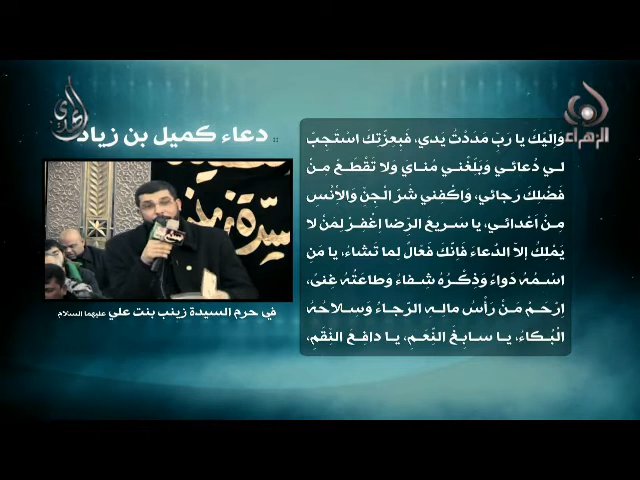 الزهراء
دعاء كميل بن زياد
وَاِلَيْكَ يا رَبِّ مَدَدْتُ يَدي، فَبِعِزَّتِكَ اسْتَجِبْ
لي دُعائي وَبَلِّغْني مُنايَ وَلا تَقْطَعْ مِنْ
فَضْلِكَ رَجائي، وَاكْفِني شَرَّ الْجِنِّ وَالْاِنْسِ
مِنْ اَعْدائي، يا سَريعَ الرِّضا اِغْفِرْ لِمَنْ لا
يَمْلِكُ اِلاَّ الدُّعاءَ فَاِنَّكَ فَعّالٌ لِما تَشاءُ، يا مَنِ
اسْمُهُ دَواءٌ وَذِكْرُهُ شِفاءٌ وَطاعَتُهُ غِنىً،
اِرْحَمْ مَنْ رَأْسُ مالِهِ الرَّجاءُ وَسِلاحُهُ
الْبُكاءُ، يا سابِغَ النِّعَمِ، يا دافِعَ النِّقَمِ،
في حرم السيدة زينب بنت علي عليهما السلام